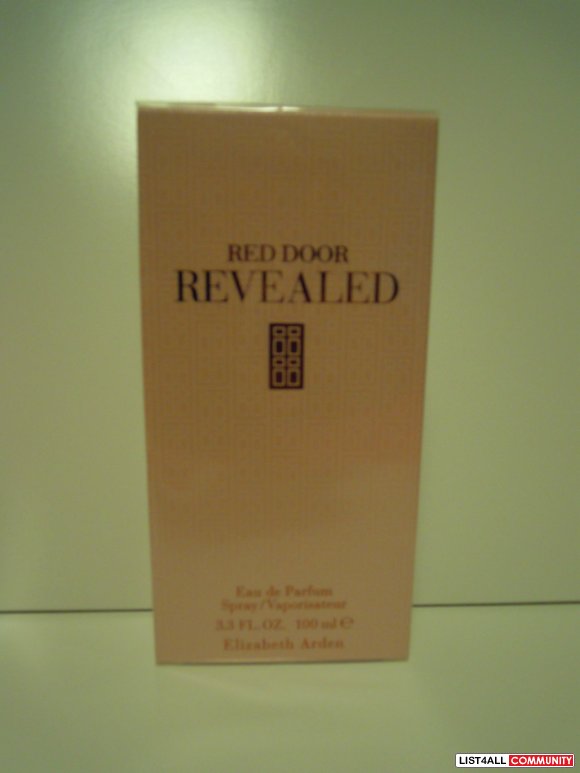 RED DOOR
REVEALED
Eau de Parfum
Spray/Vaporisateur
3.3 FL. OZ. 100 ml ℮
Elizabeth Arden
LIST4ALL COMMUNITY